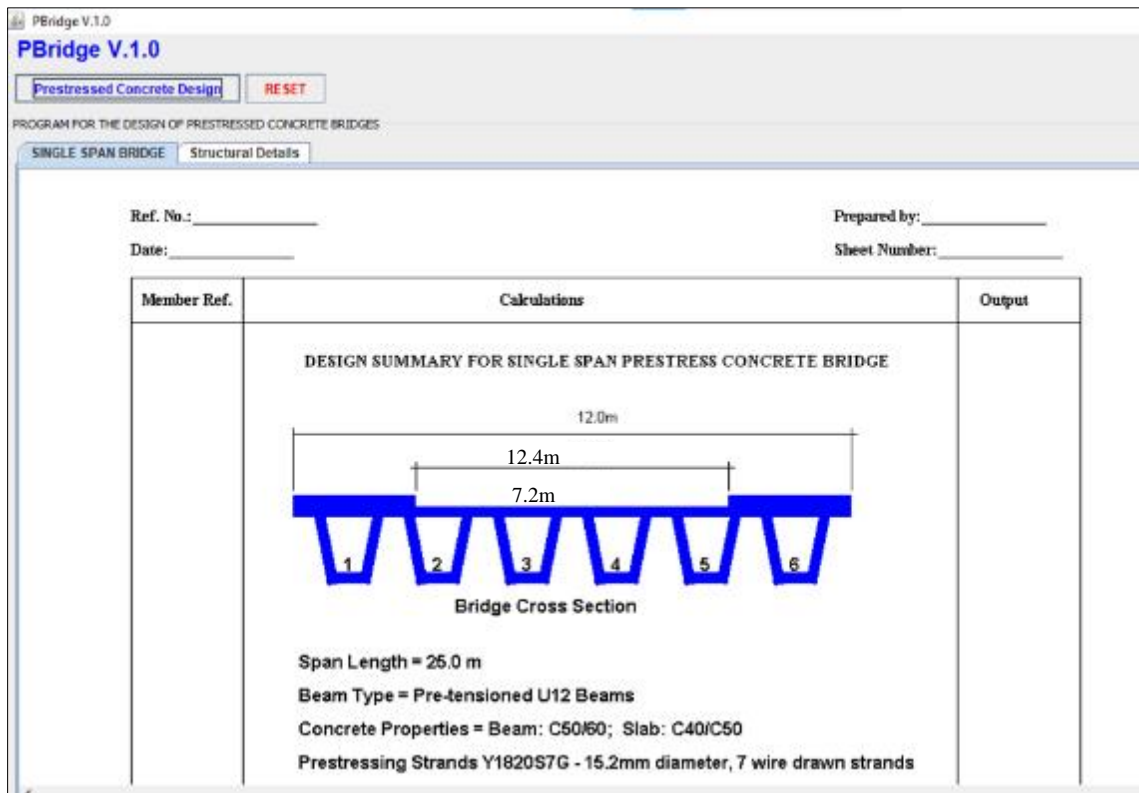 PBridge V.1.0
PBridge V.1.0
Prestressed Concrete Design RESET
PROGRAM FOR THE DESIGN OF PRESTRESSED CONCRETE BRIDGES
SINGLE SPAN BRIDGE Structural Details
Ref. No.:____________ Prepared by:____________
Date:____________ Sheet Number:____________
Member Ref. Calculations Output
DESIGN SUMMARY FOR SINGLE SPAN PRESTRESS CONCRETE BRIDGE
12.0m
12.4m
7.2m
1 2 3 4 5 6
Bridge Cross Section
Span Length = 25.0 m
Beam Type = Pre-tensioned U12 Beams
Concrete Properties = Beam: C50/60; Slab: C40/C50
Prestressing Strands Y1820S7G - 15.2mm diameter, 7 wire drawn strands